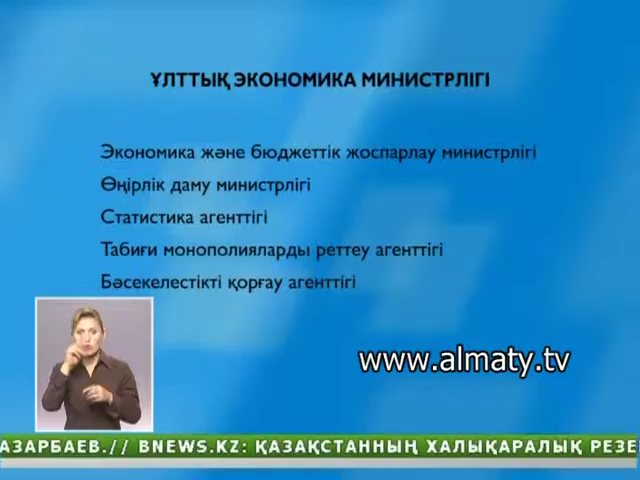 ҰЛТТЫҚ ЭКОНОМИКА МИНИСТРЛІГІ
Экономика және бюджеттік жоспарлау министрлігі
Өңірлік даму министрлігі
Статистика агенттігі
Табиғи монополияларды реттеу агенттігі
Бәсекелестікті қорғау агенттігі
www.almaty.tv
АЗАРБАЕВ.// BNEWS.KZ: ҚАЗАҚСТАННЫҢ ХАЛЫҚАРАЛЫҚ РЕЗЕ